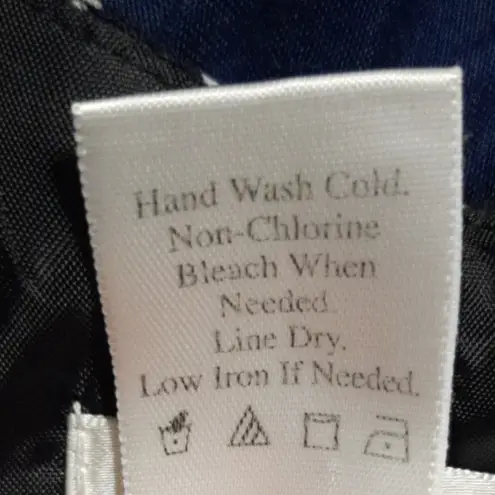 Hand Wash Cold.
Non-Chlorine
Bleach When
Needed.
Line Dry.
Low Iron If Needed.